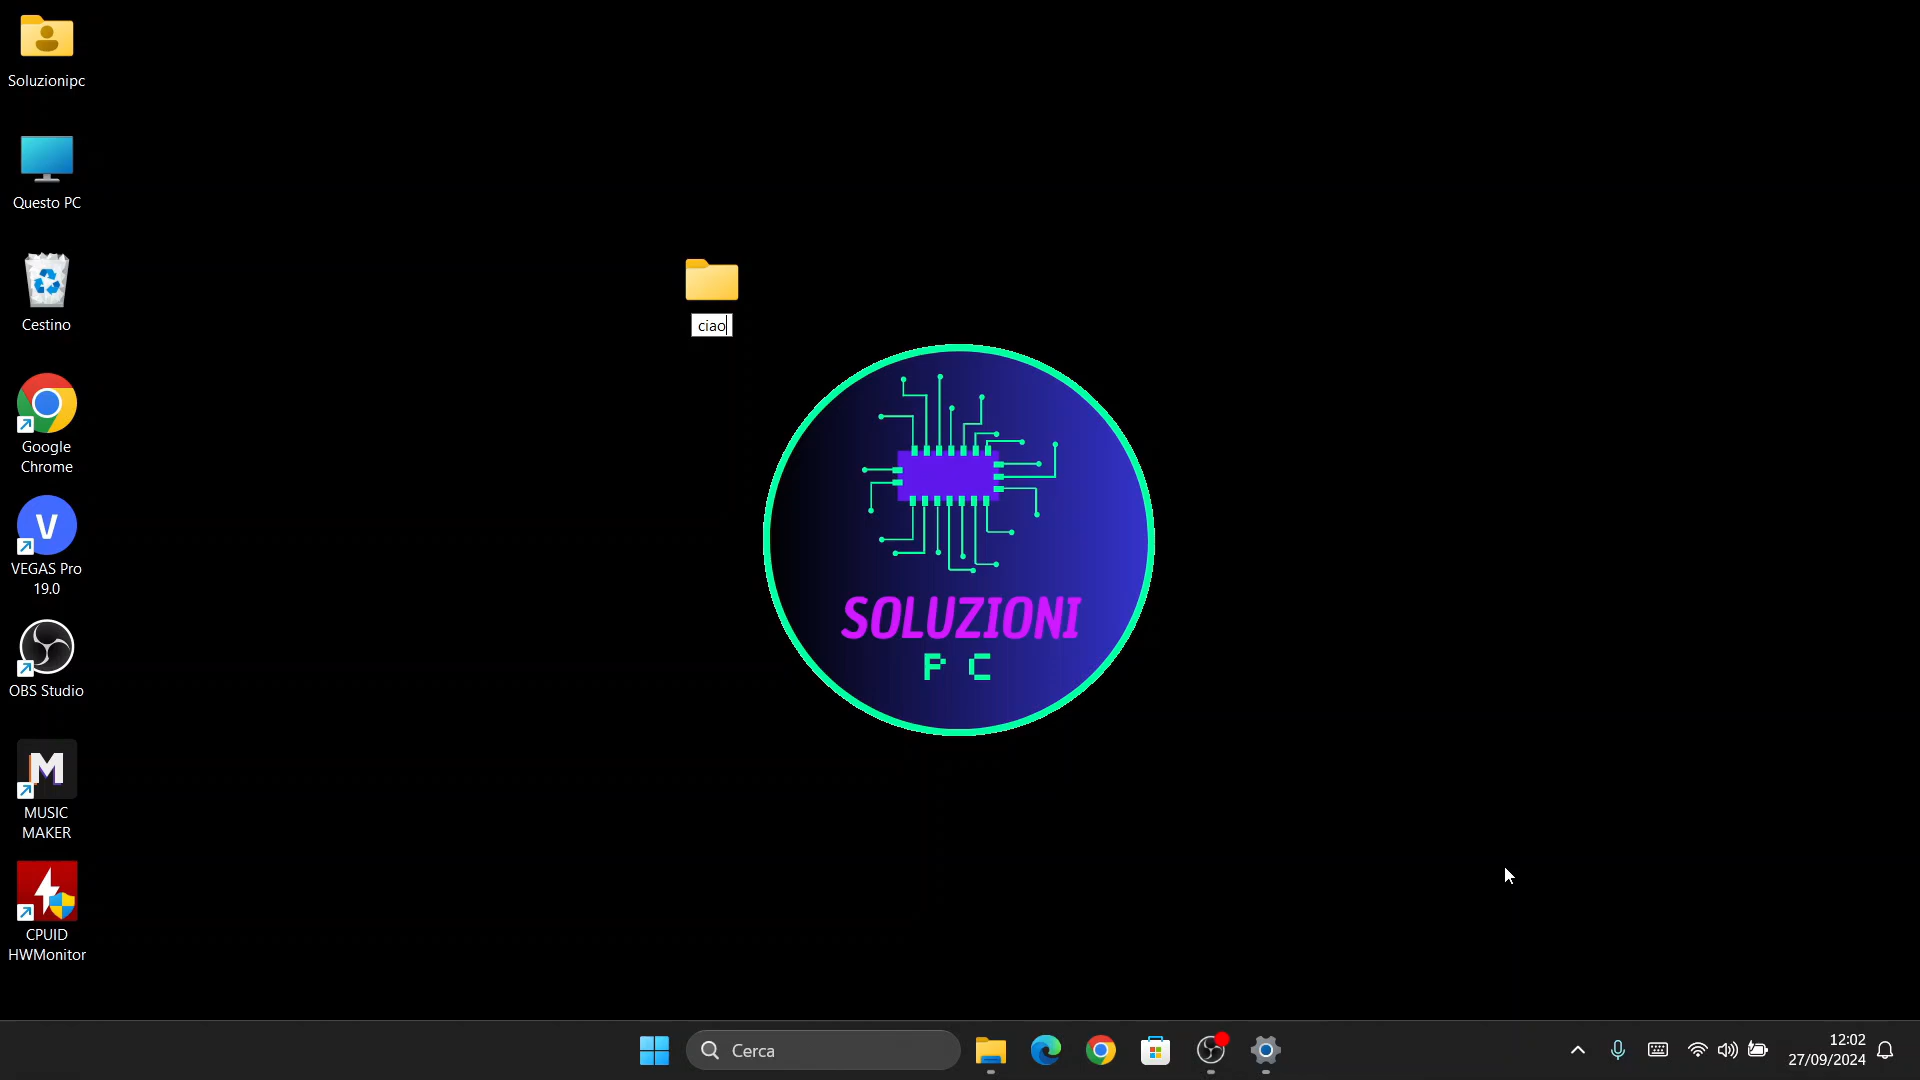 Soluzionipc
Questo PC
Cestino
Google
Chrome
V
VEGAS Pro
19.0
OBS Studio
M
MUSIC
MAKER
CPUID
HWMonitor
ciao
SOLUZIONI
PC
Cerca
12:02
27/09/2024